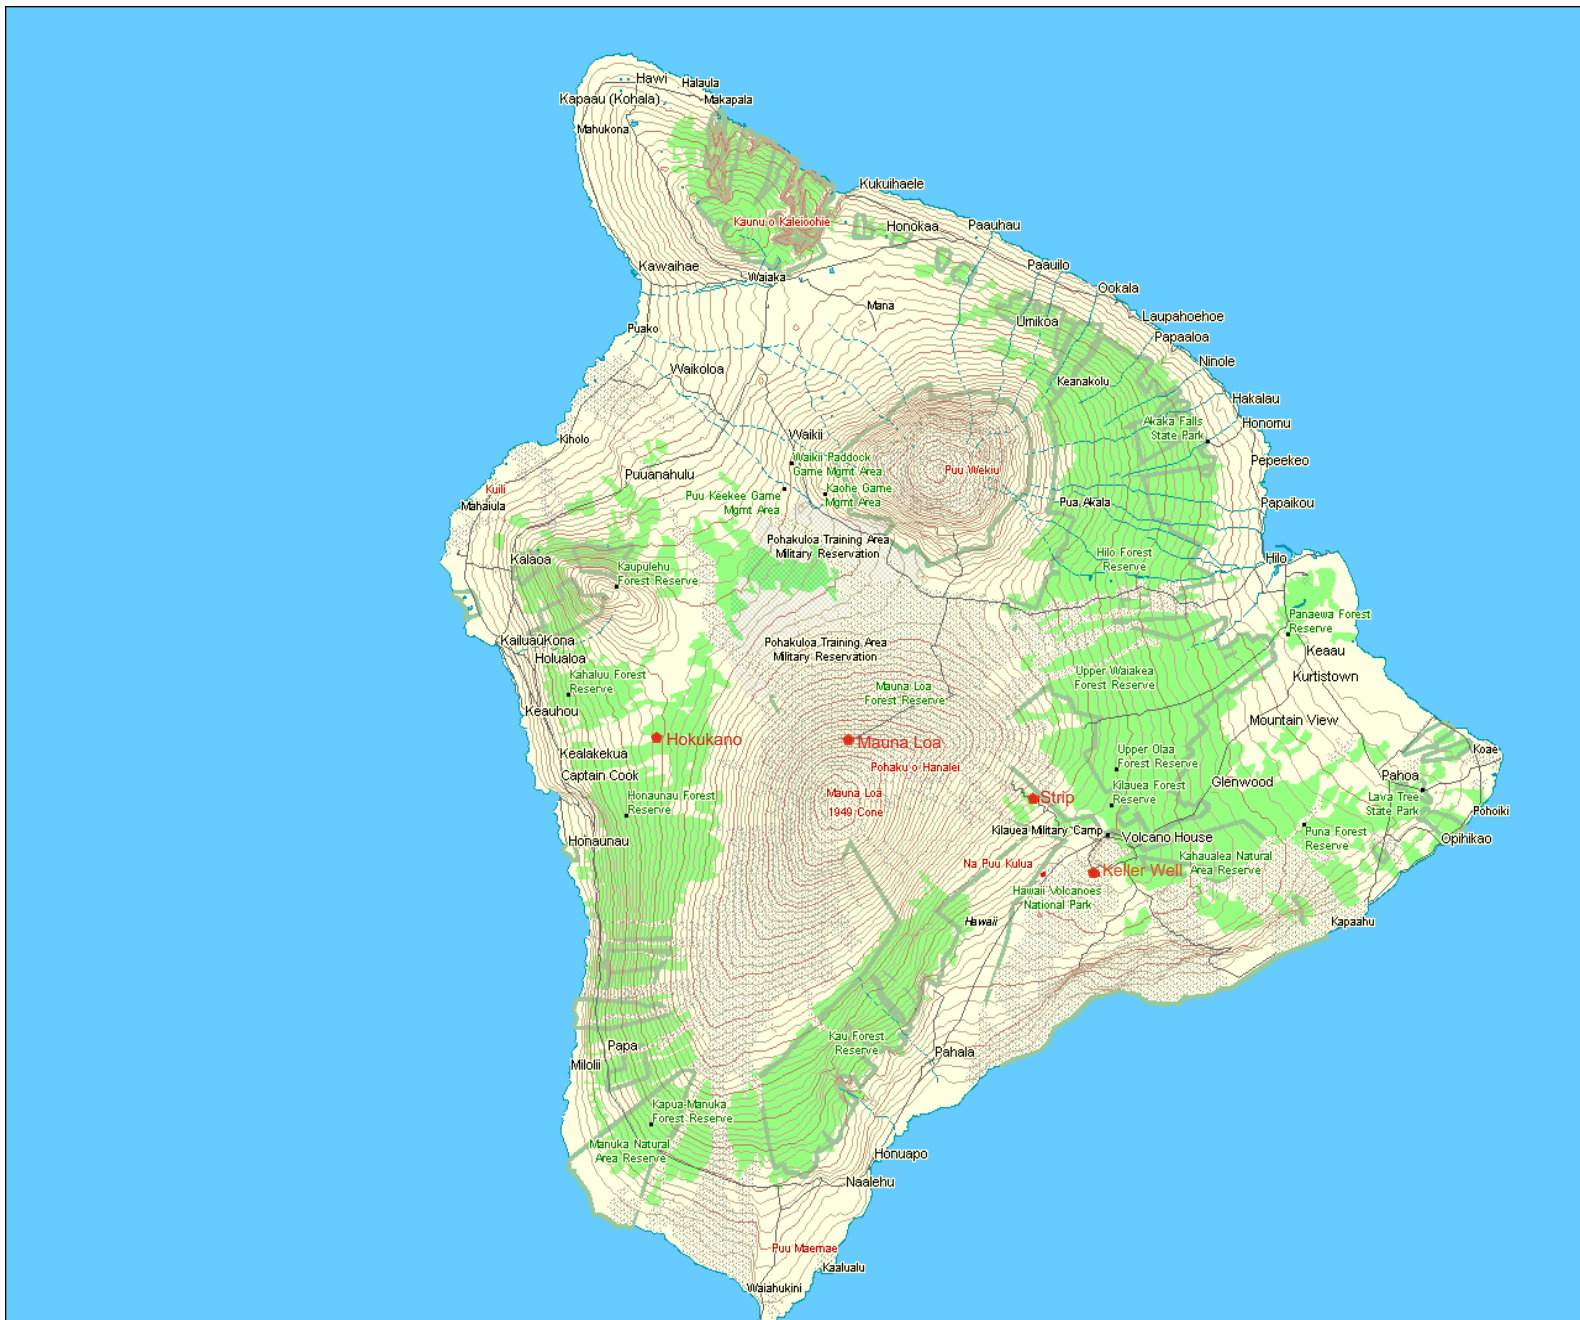 Hawi
Halaula
Kapaau (Kohala)
Makapala
Mahukona
Kukuihaele
Kaunu o Kaleioohie
Honokaa
Paauhau
Kawaihae
Waiaka
Paauilo
Mana
Ookala
Laupahoehoe
Umikoa
Puako
Papaaloa
Ninole
Waikoloa
Keanakolu
Hakalau
Akaka Falls
State Park
Honomu
Kiholo
Waikii
Waikii Paddock
Game Mgmt Area
Pepeekeo
Puuanahulu
Puu Wekiu
Kuili
Puu Keekee Game
Mgmt Area
Kaohe Game
Mgmt Area
Mahaiula
Pua Akala
Papaikou
Pohakuloa Training Area
Military Reservation
Kalaoa
Hilo Forest
Reserve
Hilo
Kaupulehu
Forest Reserve
Panaewa Forest
Reserve
KailuaûKona
Pohakuloa Training Area
Military Reservation
Keaau
Holualoa
Kahaluu Forest
Reserve
Upper Waiakea
Forest Reserve
Kurtistown
Mauna Loa
Forest Reserve
Keauhou
Mountain View
Hokukano
Mauna Loa
Kealakekua
Upper Olaa
Forest Reserve
Koae
Pohaku o Hanalei
Captain Cook
Pahoa
Glenwood
Kilauea Forest
Reserve
Honaunau Forest
Reserve
Mauna Loa
1949 Cone
Strip
Lava Tree
State Park
Pohoiki
Kilauea Military Camp
Volcano House
Puna Forest
Reserve
Opihikao
Honaunau
Na Puu Kulua
Keller Well
Kahaualea Natural
Area Reserve
Hawaii Volcanoes
National Park
Hawaii
Kapaahu
Kau Forest
Reserve
Papa
Pahala
Milolii
Kapua-Manuka
Forest Reserve
Manuka Natural
Area Reserve
Honuapo
Naalehu
Puu Maemae
Kaalualu
Waiahukini